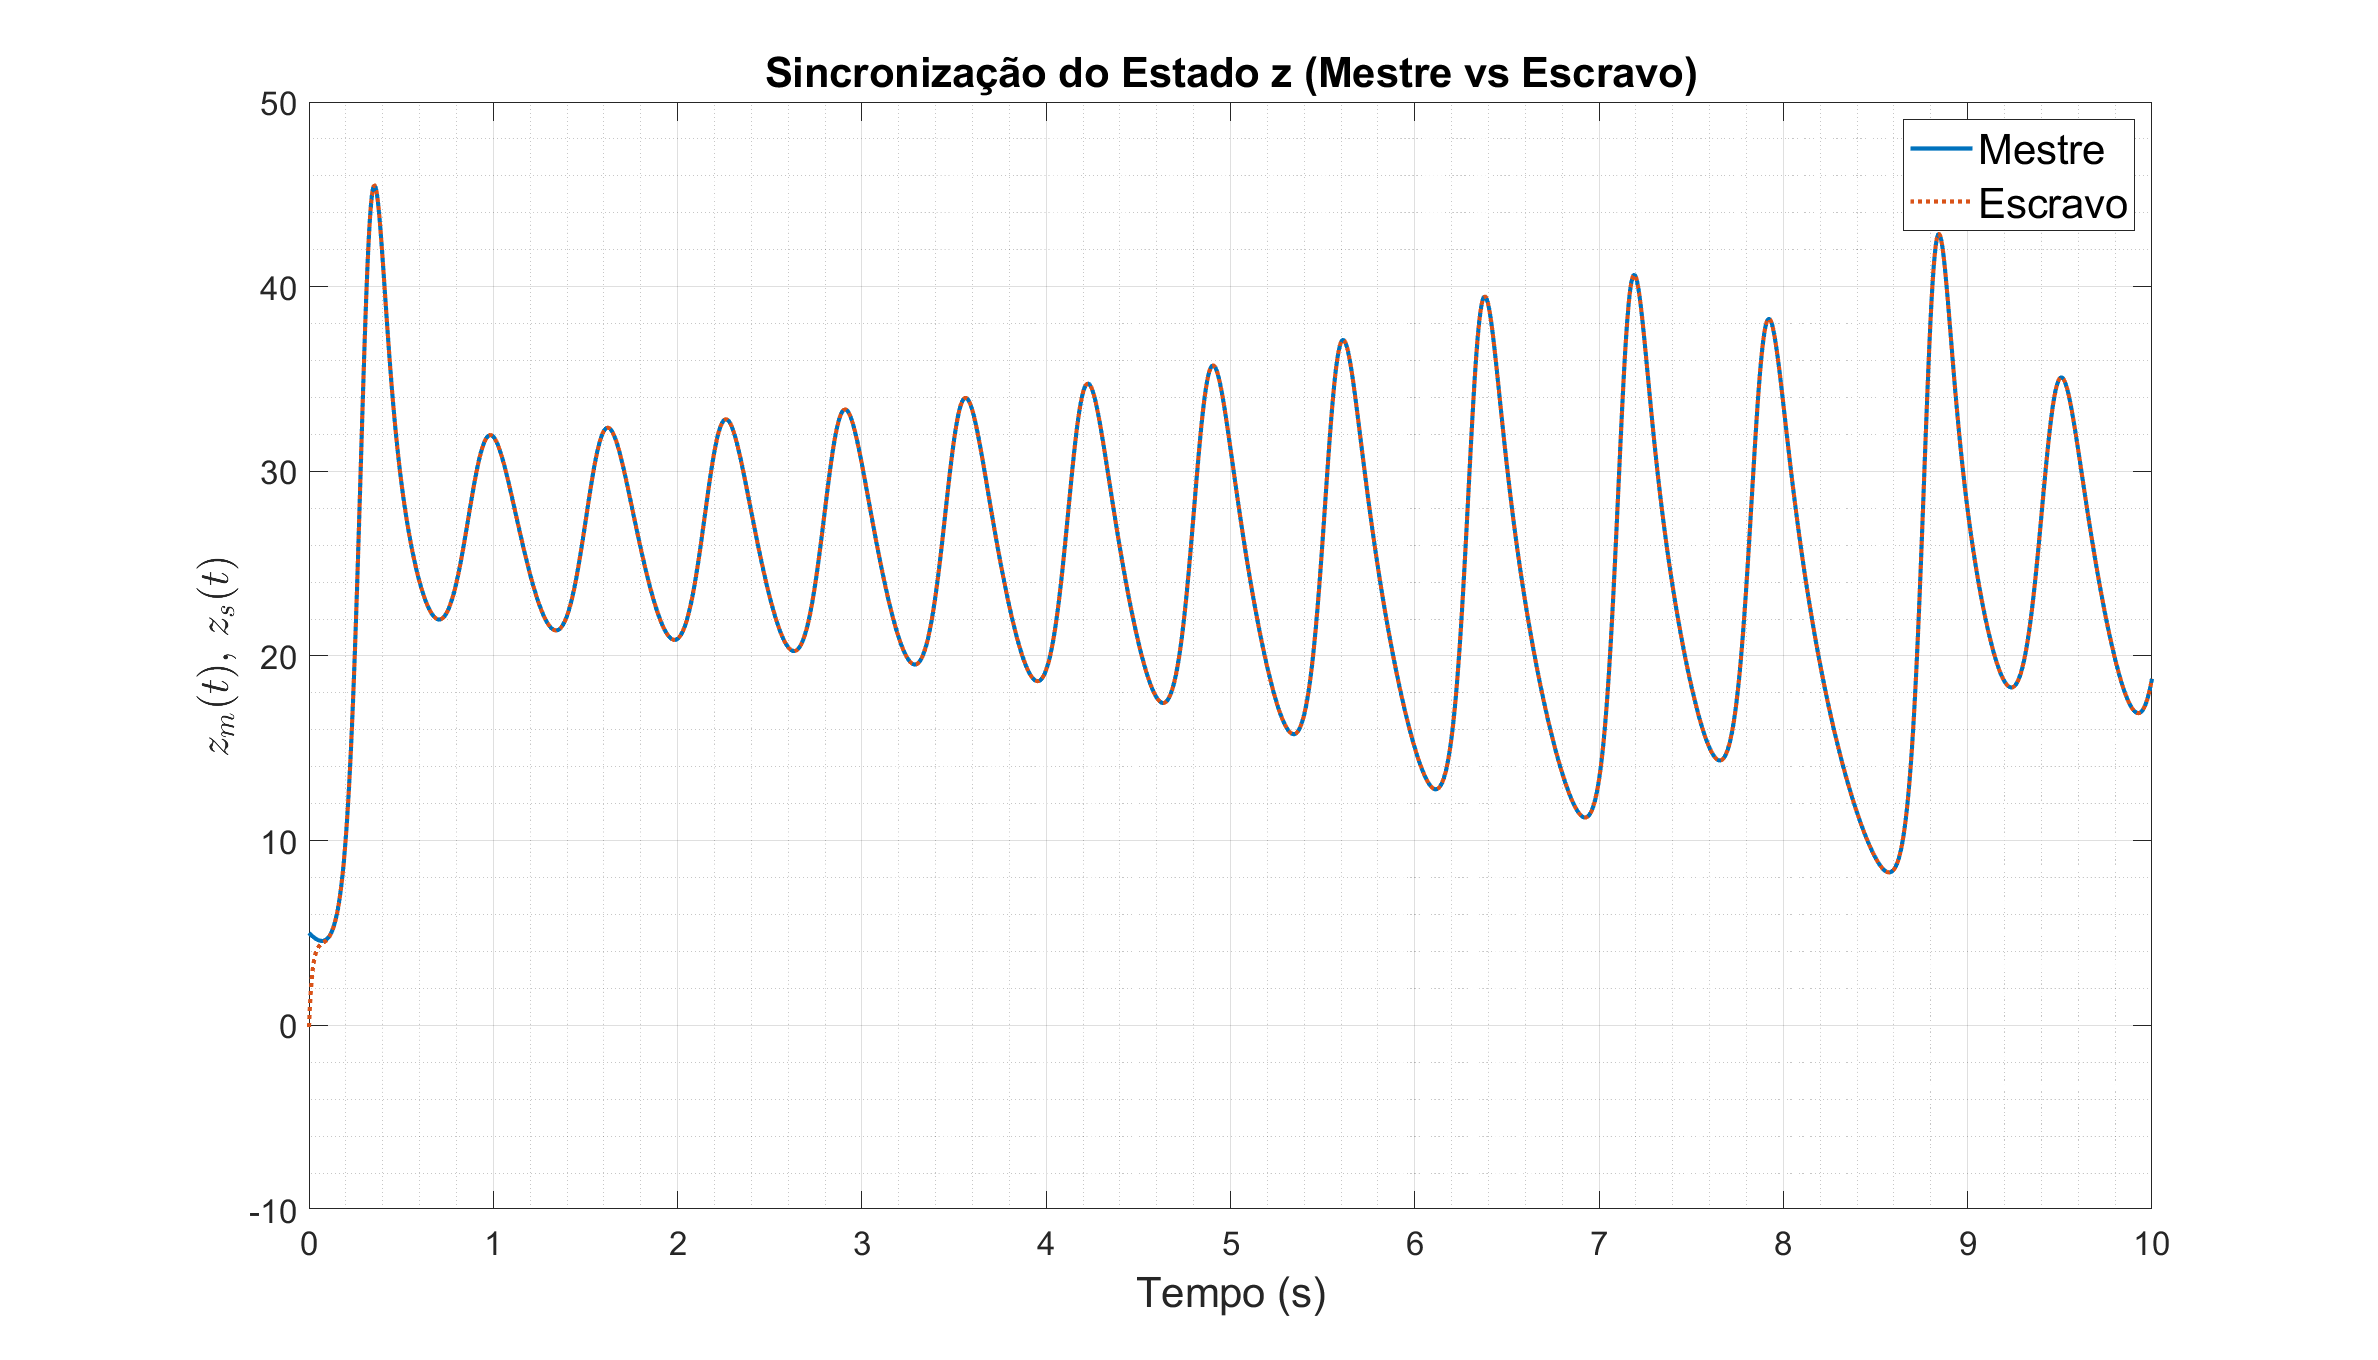 Sincronização do Estado z (Mestre vs Escravo)
50
40
30
20
10
0
-10
z_m(t), z_s(t)
Mestre
Escravo
0 1 2 3 4 5 6 7 8 9 10
Tempo (s)